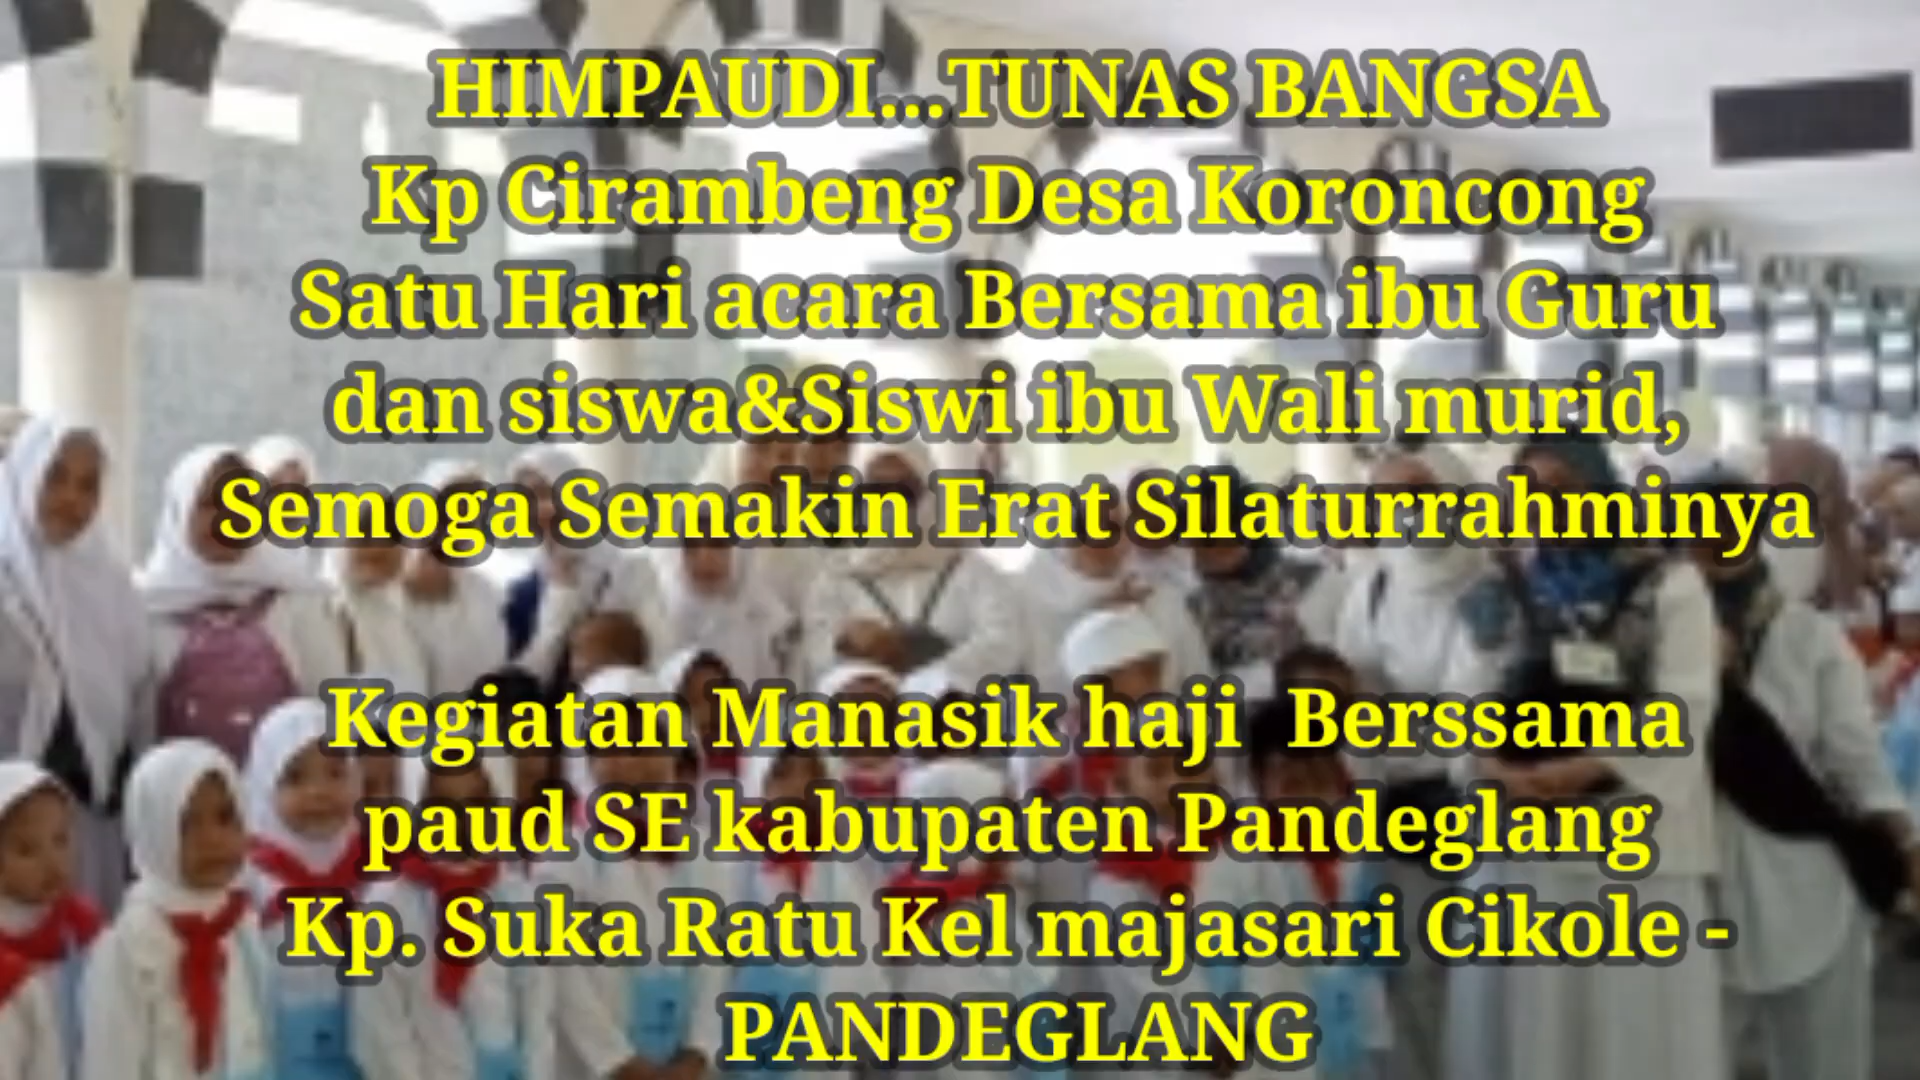 HIMPAUDI...TUNAS BANGSA
Kp Cirambeng Desa Koroncong
Satu Hari acara Bersama ibu Guru
dan siswa&Siswi ibu Wali murid,
Semoga Semakin Erat Silaturrahminya
Kegiatan Manasik haji  Berssama
paud SE kabupaten Pandeglang
Kp. Suka Ratu Kel majasari Cikole -
PANDEGLANG